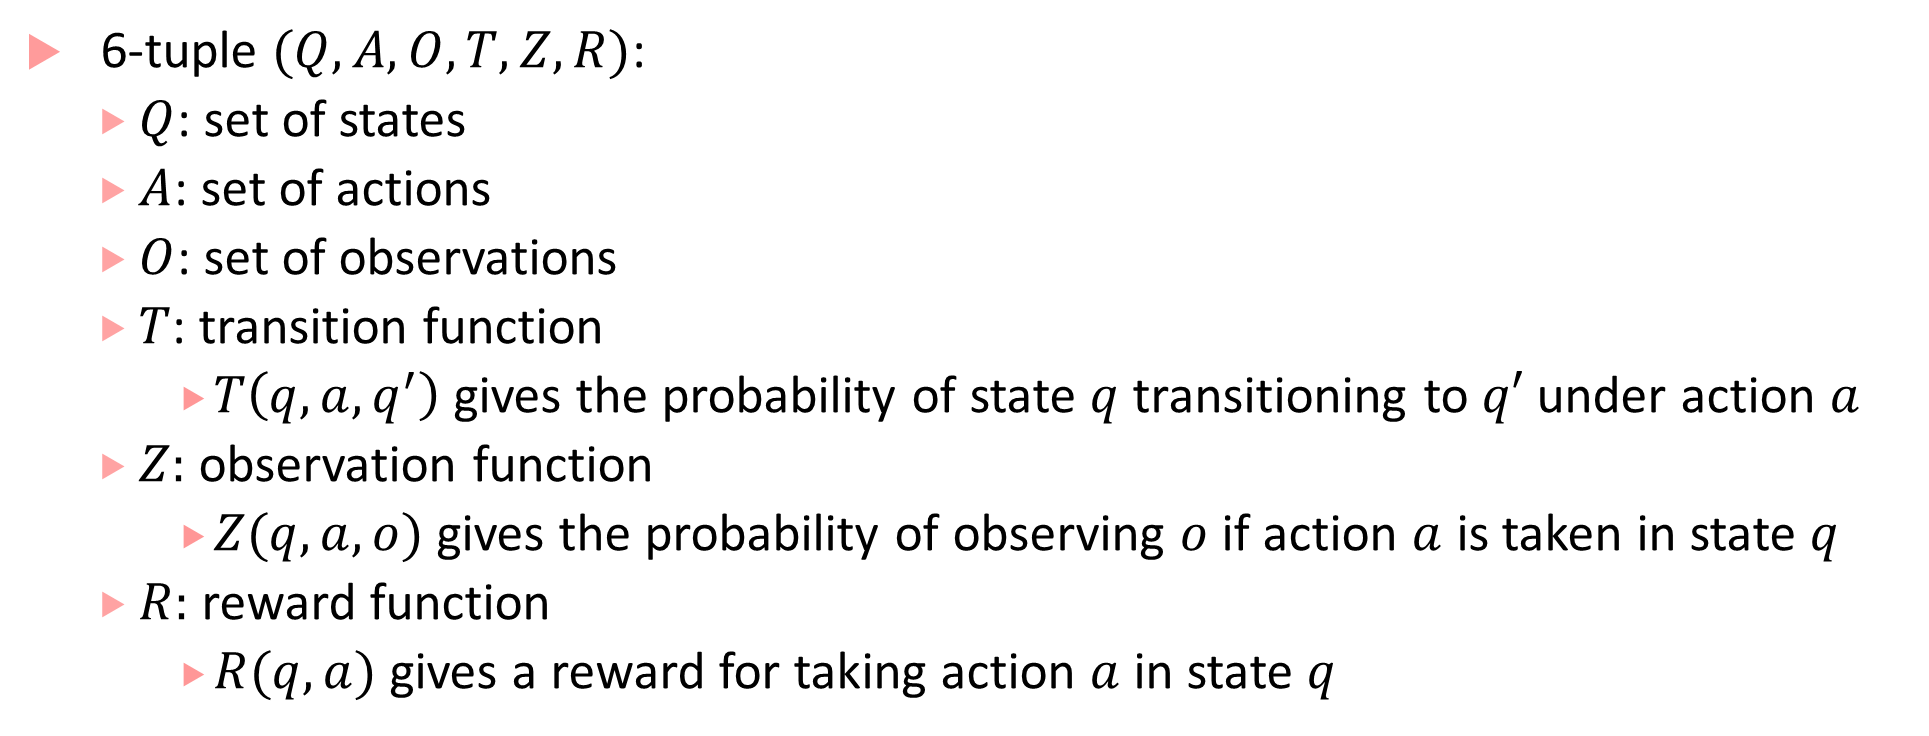 6-tuple (Q, A, O, T, Z, R):
Q: set of states
A: set of actions
O: set of observations
T: transition function
T(q, a, q′) gives the probability of state q transitioning to q′ under action a
Z: observation function
Z(q, a, o) gives the probability of observing o if action a is taken in state q
R: reward function
R(q, a) gives a reward for taking action a in state q